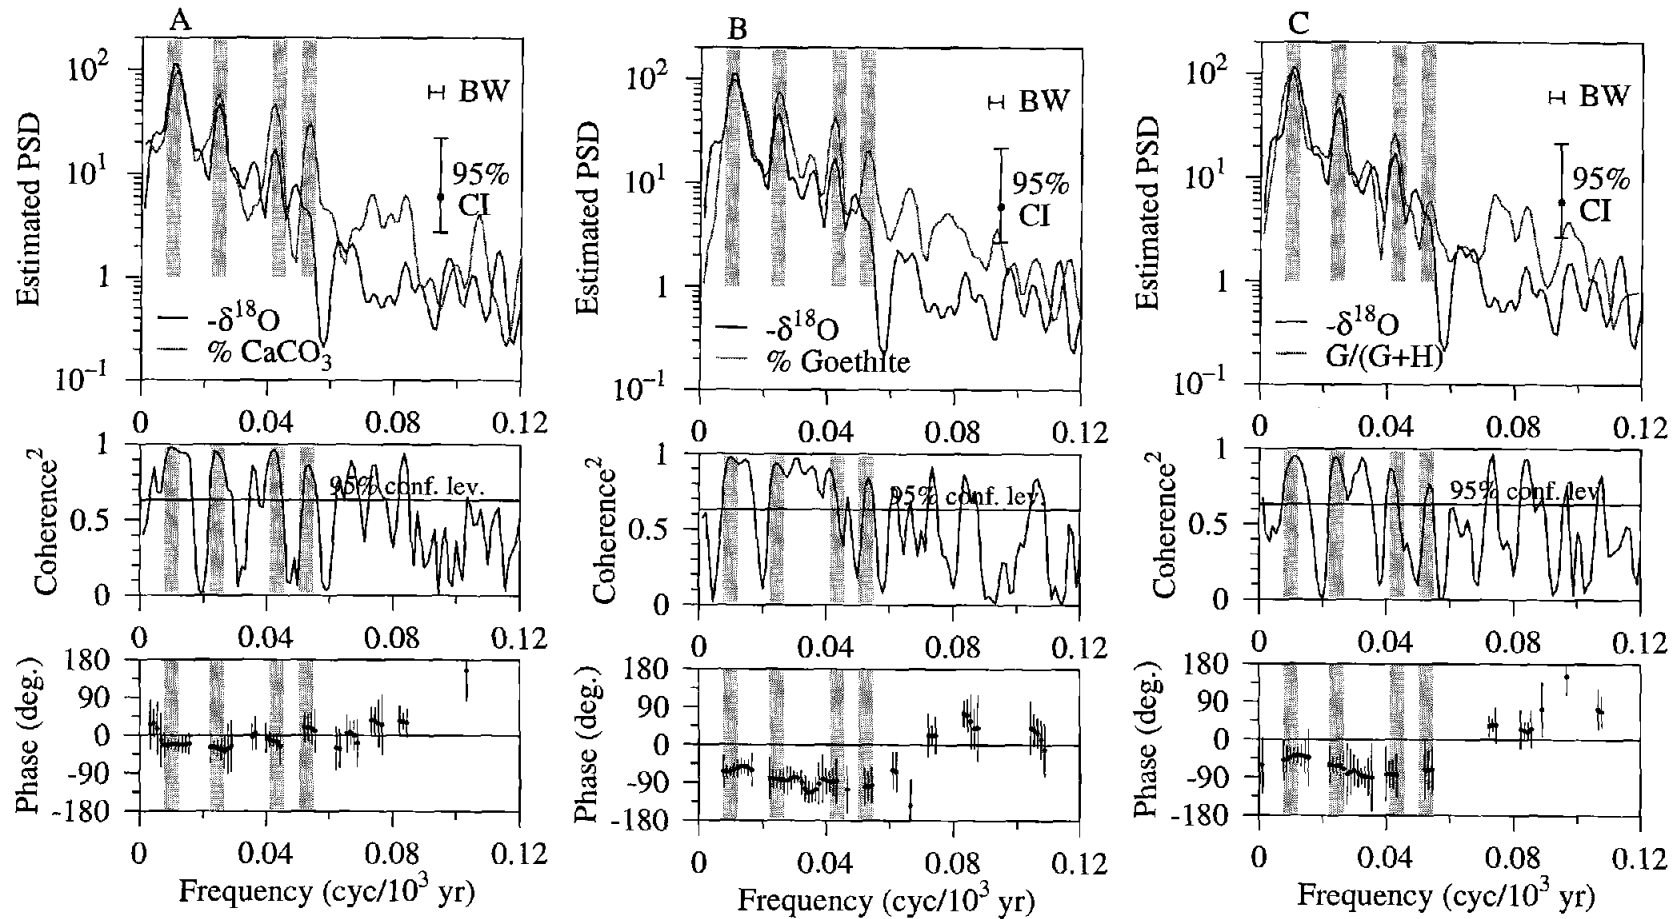 A
10²
10
1
10⁻¹
Estimated PSD
BW
95%
CI
-δ¹⁸O
% CaCO₃
0 0.04 0.08 0.12
1
0.5
0
Coherence²
95% conf. lev.
0 0.04 0.08 0.12
180
90
0
-90
-180
Phase (deg.)
0 0.04 0.08 0.12
Frequency (cyc/10³ yr)
B
10²
10
1
10⁻¹
Estimated PSD
BW
95%
CI
-δ¹⁸O
% Goethite
0 0.04 0.08 0.12
1
0.5
0
Coherence²
95% conf. lev.
0 0.04 0.08 0.12
180
90
0
-90
-180
Phase (deg.)
0 0.04 0.08 0.12
Frequency (cyc/10³ yr)
C
10²
10
1
10⁻¹
Estimated PSD
BW
95%
CI
-δ¹⁸O
G/(G+H)
0 0.04 0.08 0.12
1
0.5
0
Coherence²
95% conf. lev.
0 0.04 0.08 0.12
180
90
0
-90
-180
Phase (deg.)
0 0.04 0.08 0.12
Frequency (cyc/10³ yr)